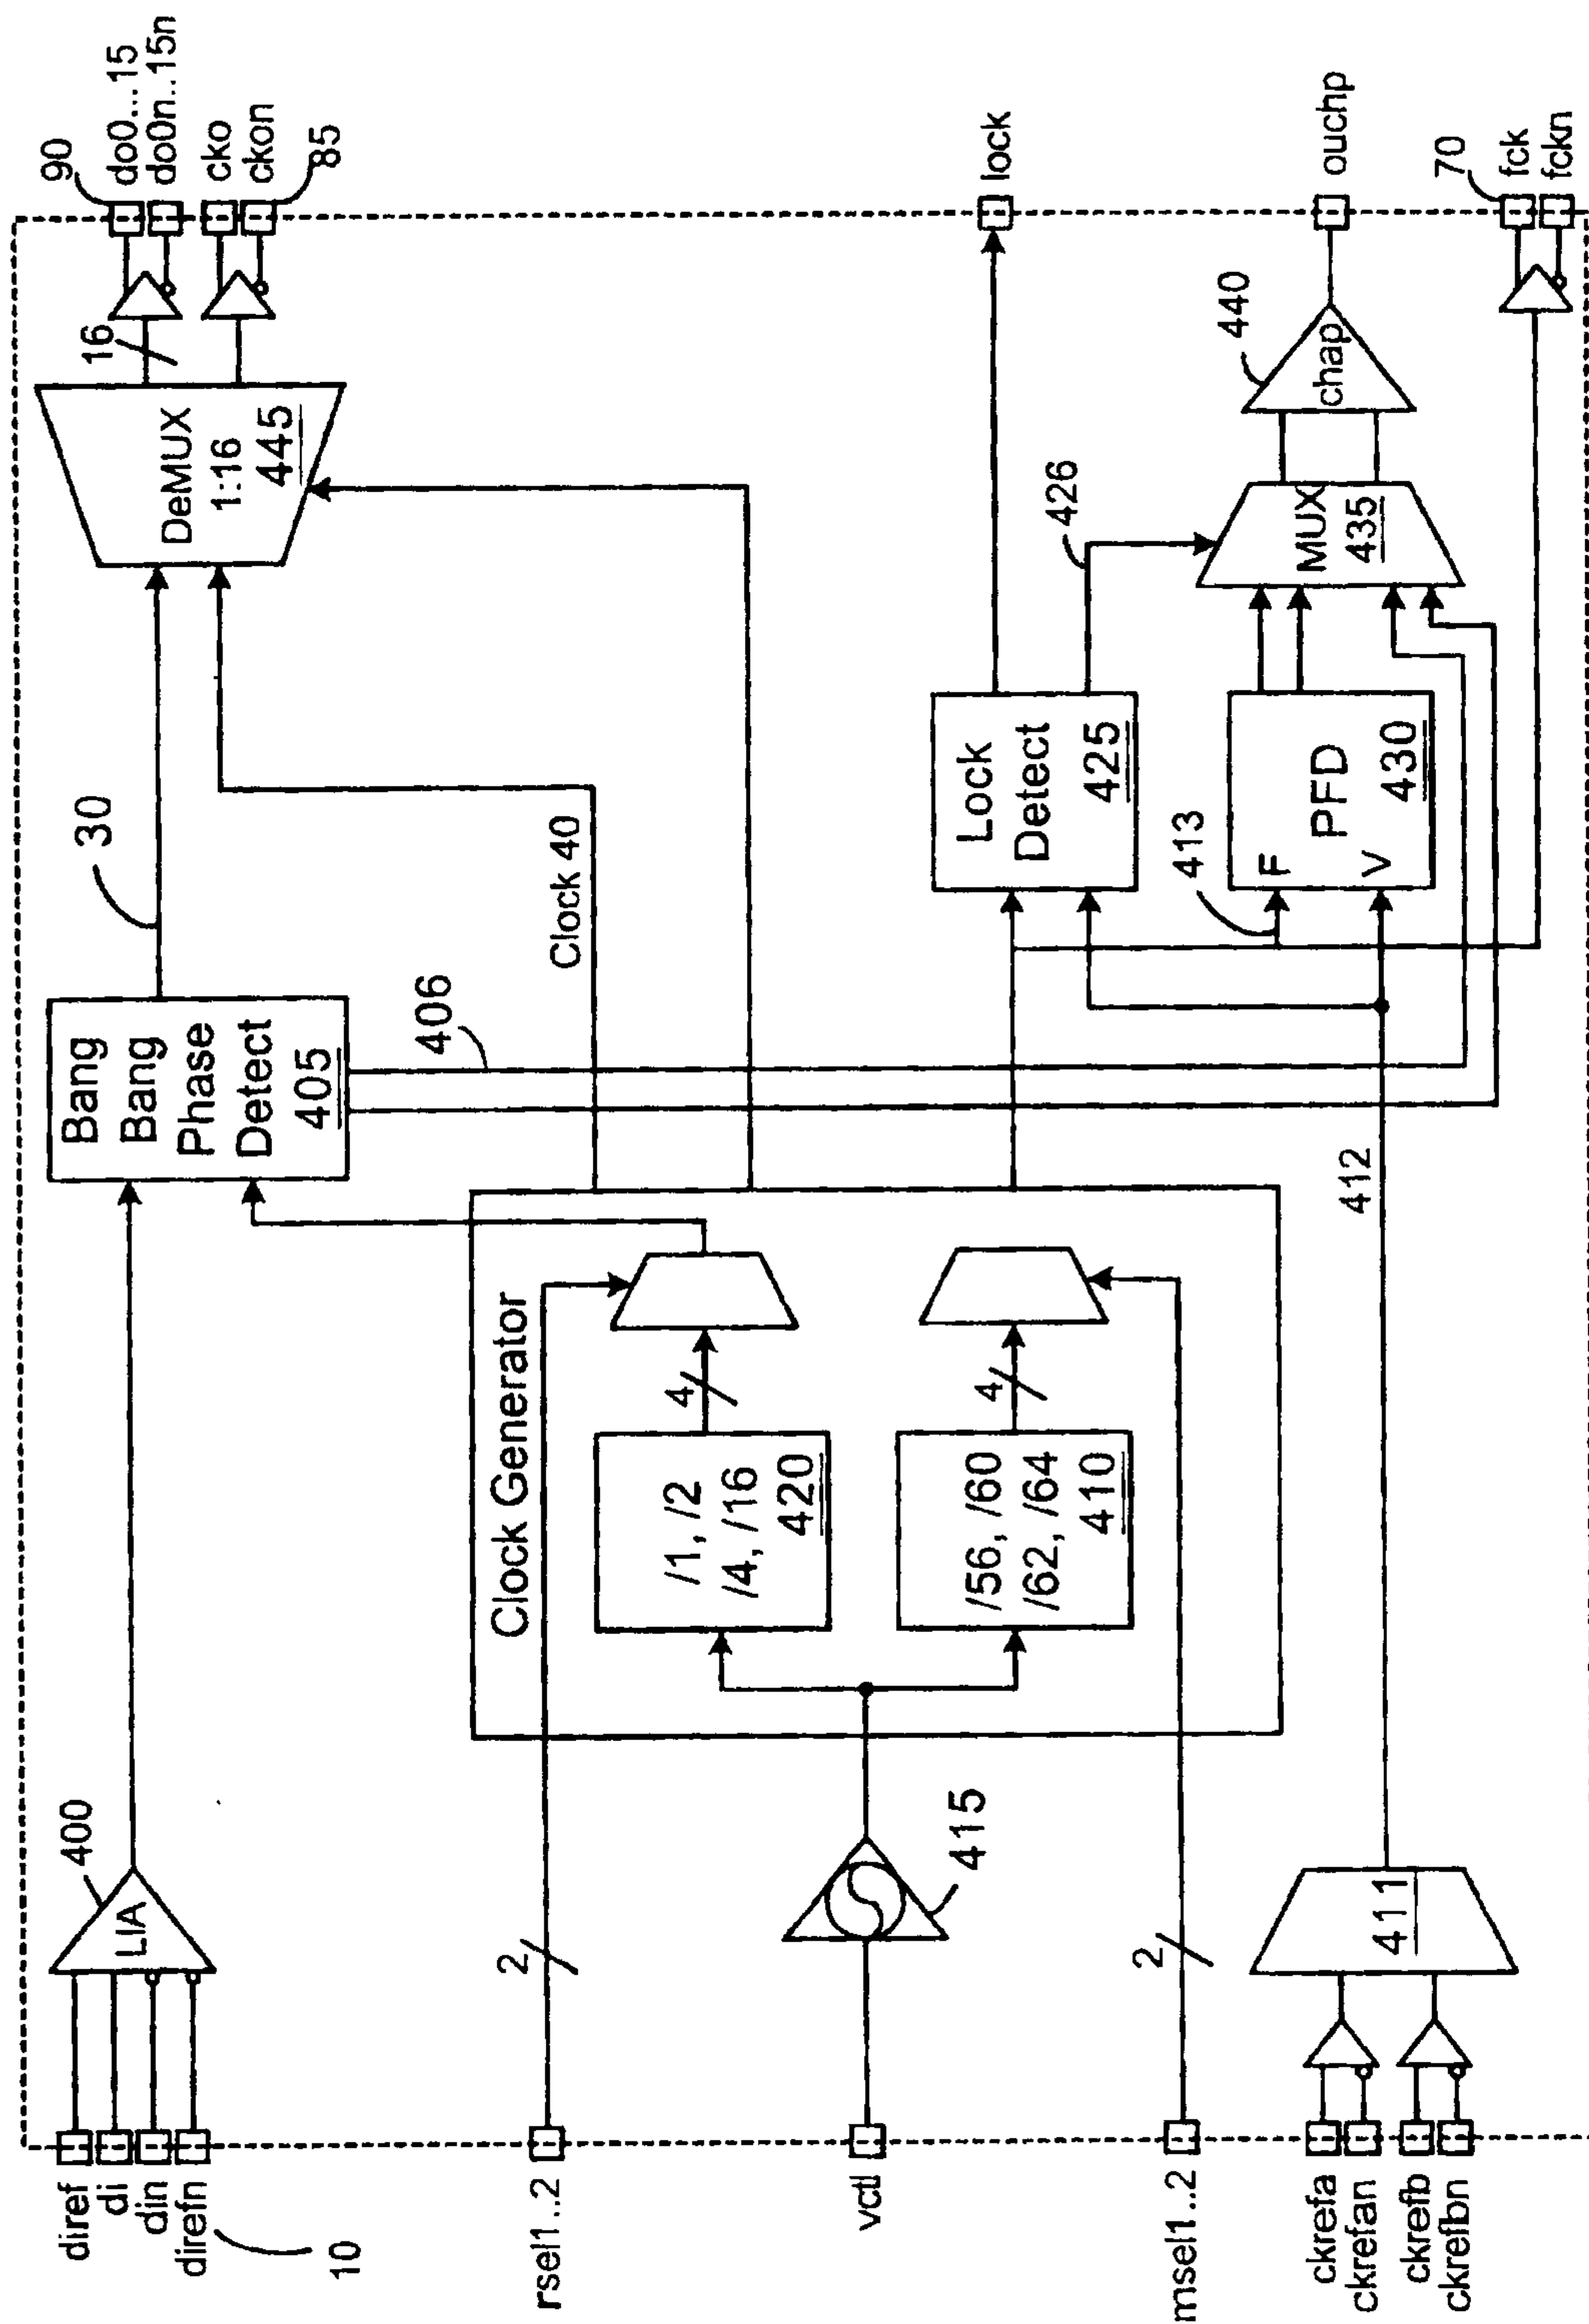 diref
di
din
direfn
10
LIA
400
Bang
Bang
Phase
Detect
405
30
DeMUX
1:16
445
16
90
do0...15
do0n..15n
cko
ckon
85
406
Clock 40
rsel1..2
2
Clock Generator
/1, /2
/4, /16
420
4
vctl
415
/56, /60
/62, /64
410
4
msel1..2
2
Lock
Detect
425
lock
426
413
F
V
PFD
430
MUX
435
440
chap
ouchp
ckrefa
ckrefan
ckrefb
ckrefbn
411
412
70
fck
fckn